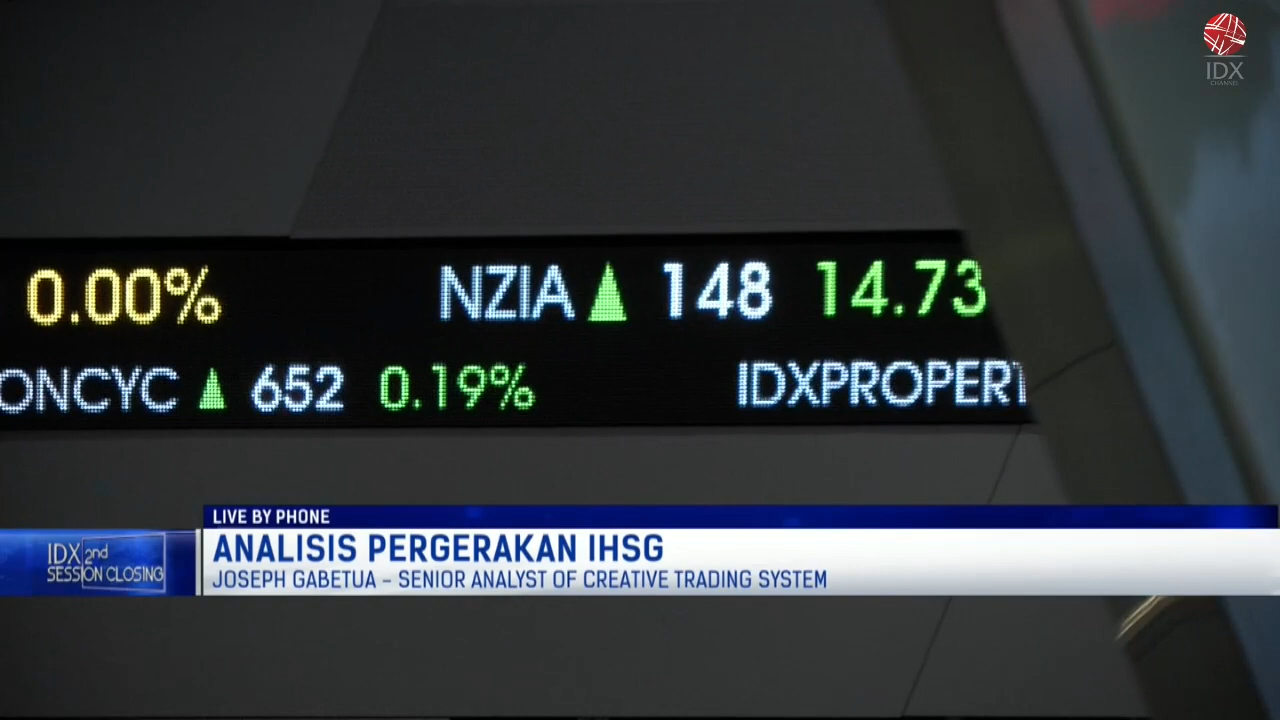 IDX
CHANNEL
0.00% NZIA ▲ 148 14.73
ONCYC ▲ 652 0.19% IDXPROPERT
LIVE BY PHONE
IDX 2nd
SESSION CLOSING
ANALISIS PERGERAKAN IHSG
JOSEPH GABETUA – SENIOR ANALYST OF CREATIVE TRADING SYSTEM